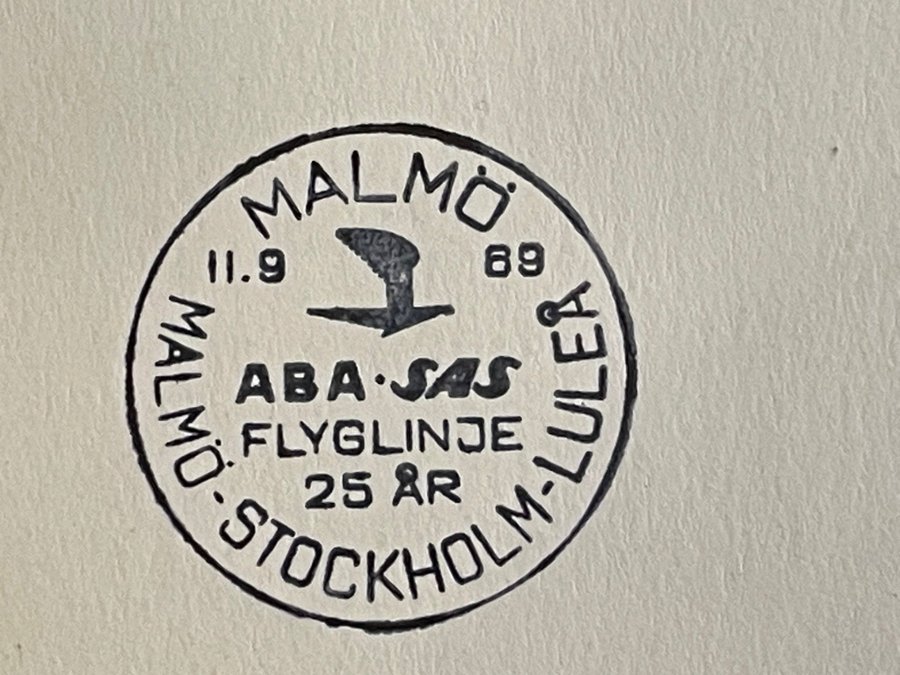 MALMÖ
11.9 69
ABA·SAS
FLYGLINJE
25 ÅR
MALMÖ·STOCKHOLM-LULEÅ